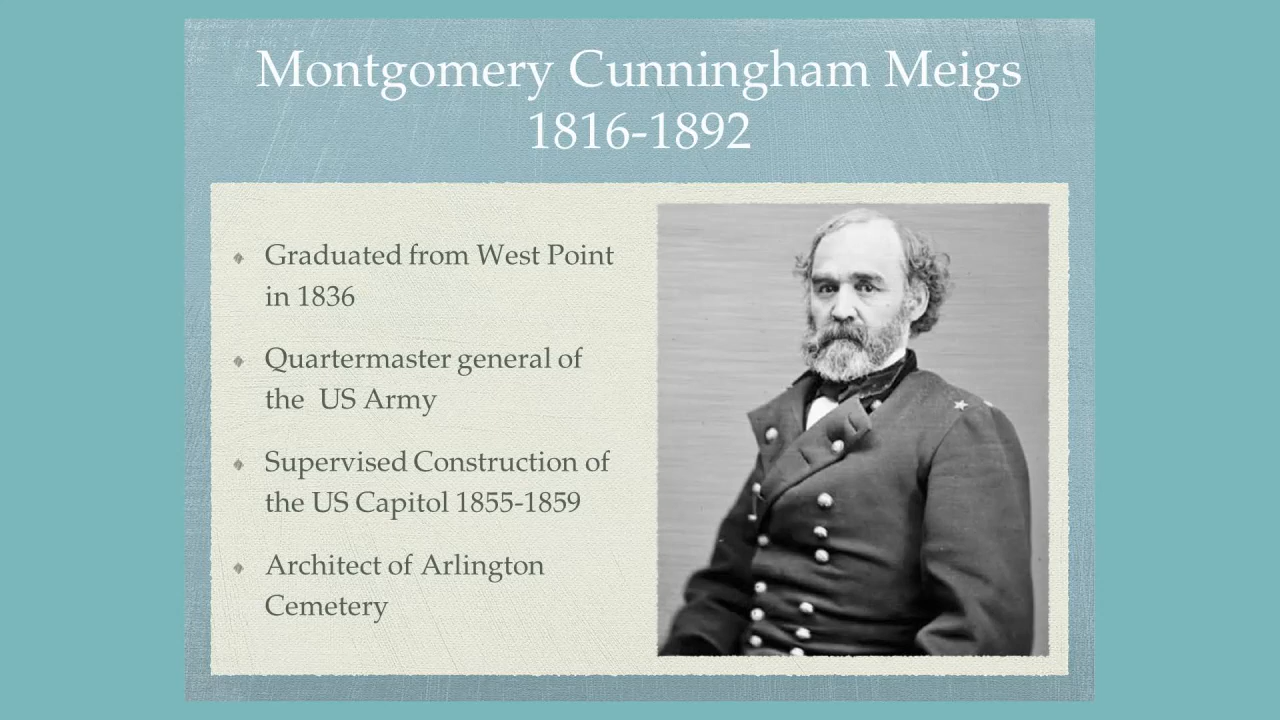 Montgomery Cunningham Meigs
1816-1892
Graduated from West Point
in 1836
Quartermaster general of
the  US Army
Supervised Construction of
the US Capitol 1855-1859
Architect of Arlington
Cemetery